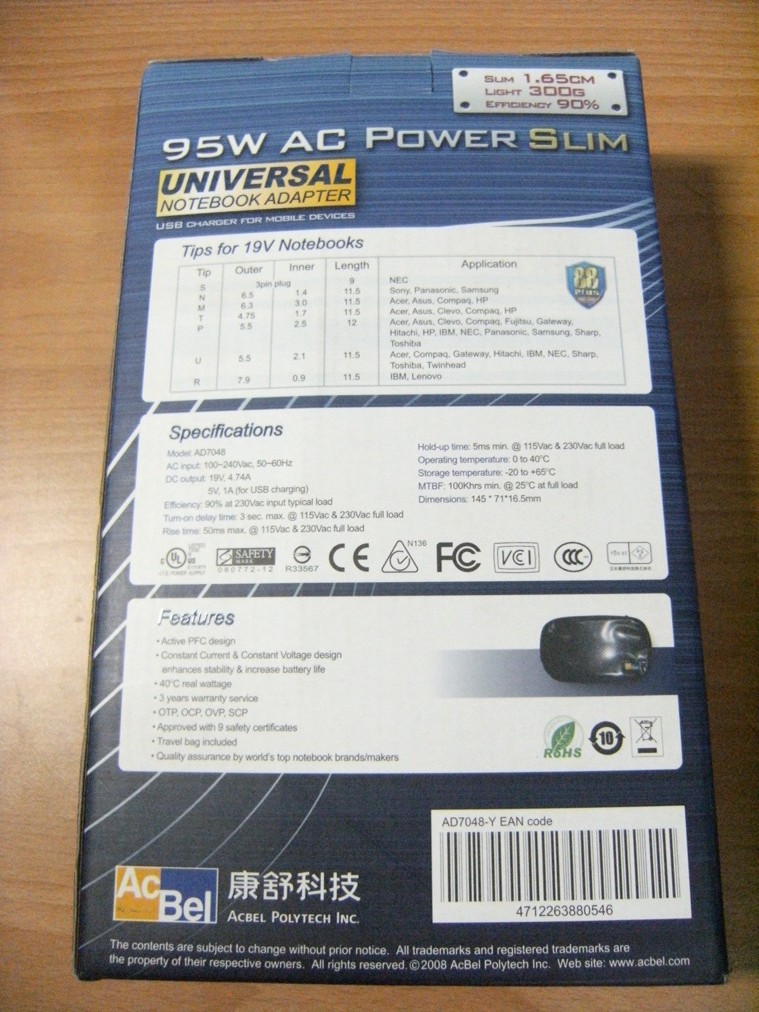 SLIM 1.65CM
LIGHT 300G
EFFICIENCY 90%
95W AC POWER SLIM
UNIVERSAL
NOTEBOOK ADAPTER
USB CHARGER FOR MOBILE DEVICES
Tips for 19V Notebooks
Tip Outer Inner Length Application
S 3pin plug 9 NEC
N 6.5 1.4 11.5 Sony, Panasonic, Samsung
M 6.3 3.0 11.5 Acer, Asus, Compaq, HP
T 4.75 1.7 11.5 Acer, Asus, Clevo, Compaq, HP
P 5.5 2.5 12 Acer, Asus, Clevo, Compaq, Fujitsu, Gateway,
Hitachi, HP, IBM, NEC, Panasonic, Samsung, Sharp,
Toshiba
U 5.5 2.1 11.5 Acer, Compaq, Gateway, Hitachi, IBM, NEC, Sharp,
Toshiba, Twinhead
R 7.9 0.9 11.5 IBM, Lenovo
88
PLUS
Specifications
Model: AD7048
AC input: 100~240Vac, 50~60Hz
DC output: 19V, 4.74A
5V, 1A (for USB charging)
Efficiency: 90% at 230Vac input typical load
Turn-on delay time: 3 sec. max. @ 115Vac & 230Vac full load
Rise time: 50ms max. @ 115Vac & 230Vac full load
Hold-up time: 5ms min. @ 115Vac & 230Vac full load
Operating temperature: 0 to 40°C
Storage temperature: -20 to +65°C
MTBF: 100Khrs min. @ 25°C at full load
Dimensions: 145 * 71*16.5mm
c UL US
I.T.E. POWER SUPPLY
SAFETY
MARK
080772-12
R33567
CE
N136
FC
VCI
CCC
Features
• Active PFC design
• Constant Current & Constant Voltage design
enhances stability & increase battery life
• 40°C real wattage
• 3 years warranty service
• OTP, OCP, OVP, SCP
• Approved with 9 safety certificates
• Travel bag included
• Quality assurance by world's top notebook brands/makers
RoHS
10
AD7048-Y EAN code
4712263880546
AcBel
康舒科技
ACBEL POLYTECH INC.
The contents are subject to change without prior notice. All trademarks and registered trademarks are
the property of their respective owners. All rights reserved. ©2008 AcBel Polytech Inc. Web site: www.acbel.com